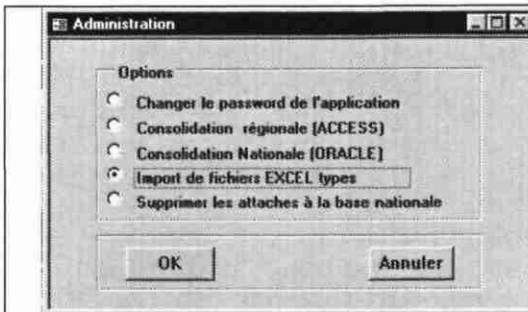 Administration
Options
Changer le password de l'application
Consolidation régionale (ACCESS)
Consolidation Nationale (ORACLE)
Import de fichiers EXCEL types
Supprimer les attaches à la base nationale
OK
Annuler